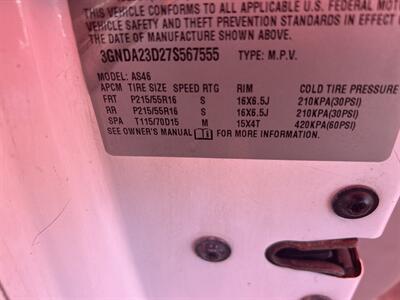 THIS VEHICLE CONFORMS TO ALL APPLICABLE U.S. FEDERAL MOTOR
VEHICLE SAFETY AND THEFT PREVENTION STANDARDS IN EFFECT
DATE OF MANUFACTURE SHOWN ABOVE.
3GNDA23D27S567555 TYPE: M.P.V.
MODEL: AS46
APCM TIRE SIZE SPEED RTG RIM COLD TIRE PRESSURE
FRT P215/55R16 S 16X6.5J 210KPA(30PSI)
RR P215/55R16 S 16X6.5J 210KPA(30PSI)
SPA T115/70D15 M 15X4T 420KPA(60PSI)
SEE OWNER'S MANUAL FOR MORE INFORMATION